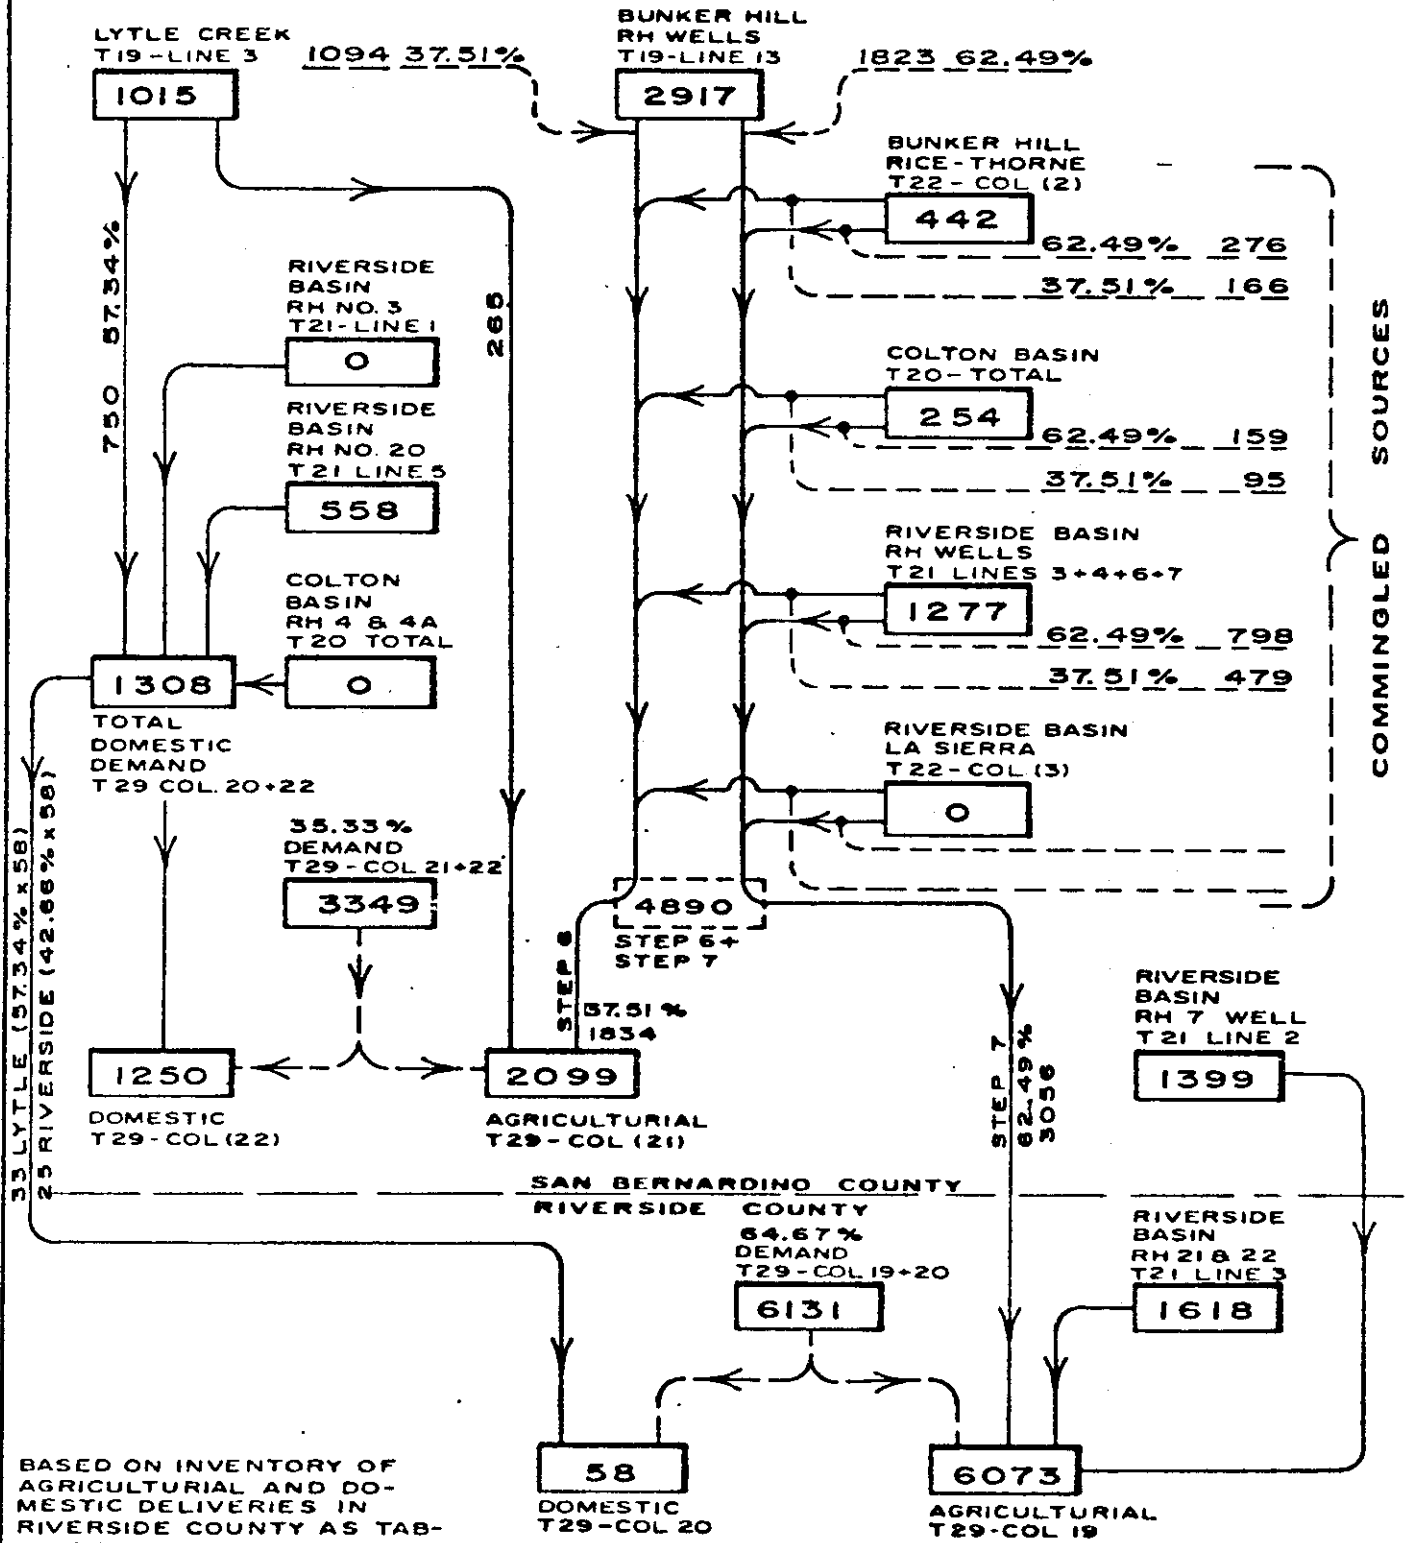 LYTLE CREEK
T19-LINE 3
1015
1094 37.51%
BUNKER HILL
RH WELLS
T19-LINE 13
2917
1823 62.49%
BUNKER HILL
RICE-THORNE
T22-COL (2)
442
62.49% 276
37.51% 166
750 57.34%
265
RIVERSIDE
BASIN
RH NO. 3
T21-LINE 1
0
RIVERSIDE
BASIN
RH NO. 20
T21 LINE 5
558
COLTON
BASIN
RH 4 & 4A
T20 TOTAL
0
COLTON BASIN
T20-TOTAL
254
62.49% 159
37.51% 95
RIVERSIDE BASIN
RH WELLS
T21 LINES 3+4+6+7
1277
62.49% 798
37.51% 479
RIVERSIDE BASIN
LA SIERRA
T22-COL (3)
0
COMMINGLED SOURCES
1308
TOTAL
DOMESTIC
DEMAND
T29 COL. 20+22
33 LYTLE (57.34% x 58)
25 RIVERSIDE (42.66% x 58)
35.33%
DEMAND
T29-COL 21+22
3349
4890
STEP 6+
STEP 7
STEP 6
37.51%
1834
STEP 7
62.49%
3056
1250
DOMESTIC
T29-COL (22)
2099
AGRICULTURIAL
T29-COL (21)
RIVERSIDE
BASIN
RH 7 WELL
T21 LINE 2
1399
SAN BERNARDINO COUNTY
RIVERSIDE COUNTY
64.67%
DEMAND
T29-COL 19+20
6131
RIVERSIDE
BASIN
RH 21 & 22
T21 LINE 3
1618
58
DOMESTIC
T29-COL 20
6073
AGRICULTURIAL
T29-COL 19
BASED ON INVENTORY OF
AGRICULTURIAL AND DO-
MESTIC DELIVERIES IN
RIVERSIDE COUNTY AS TAB-